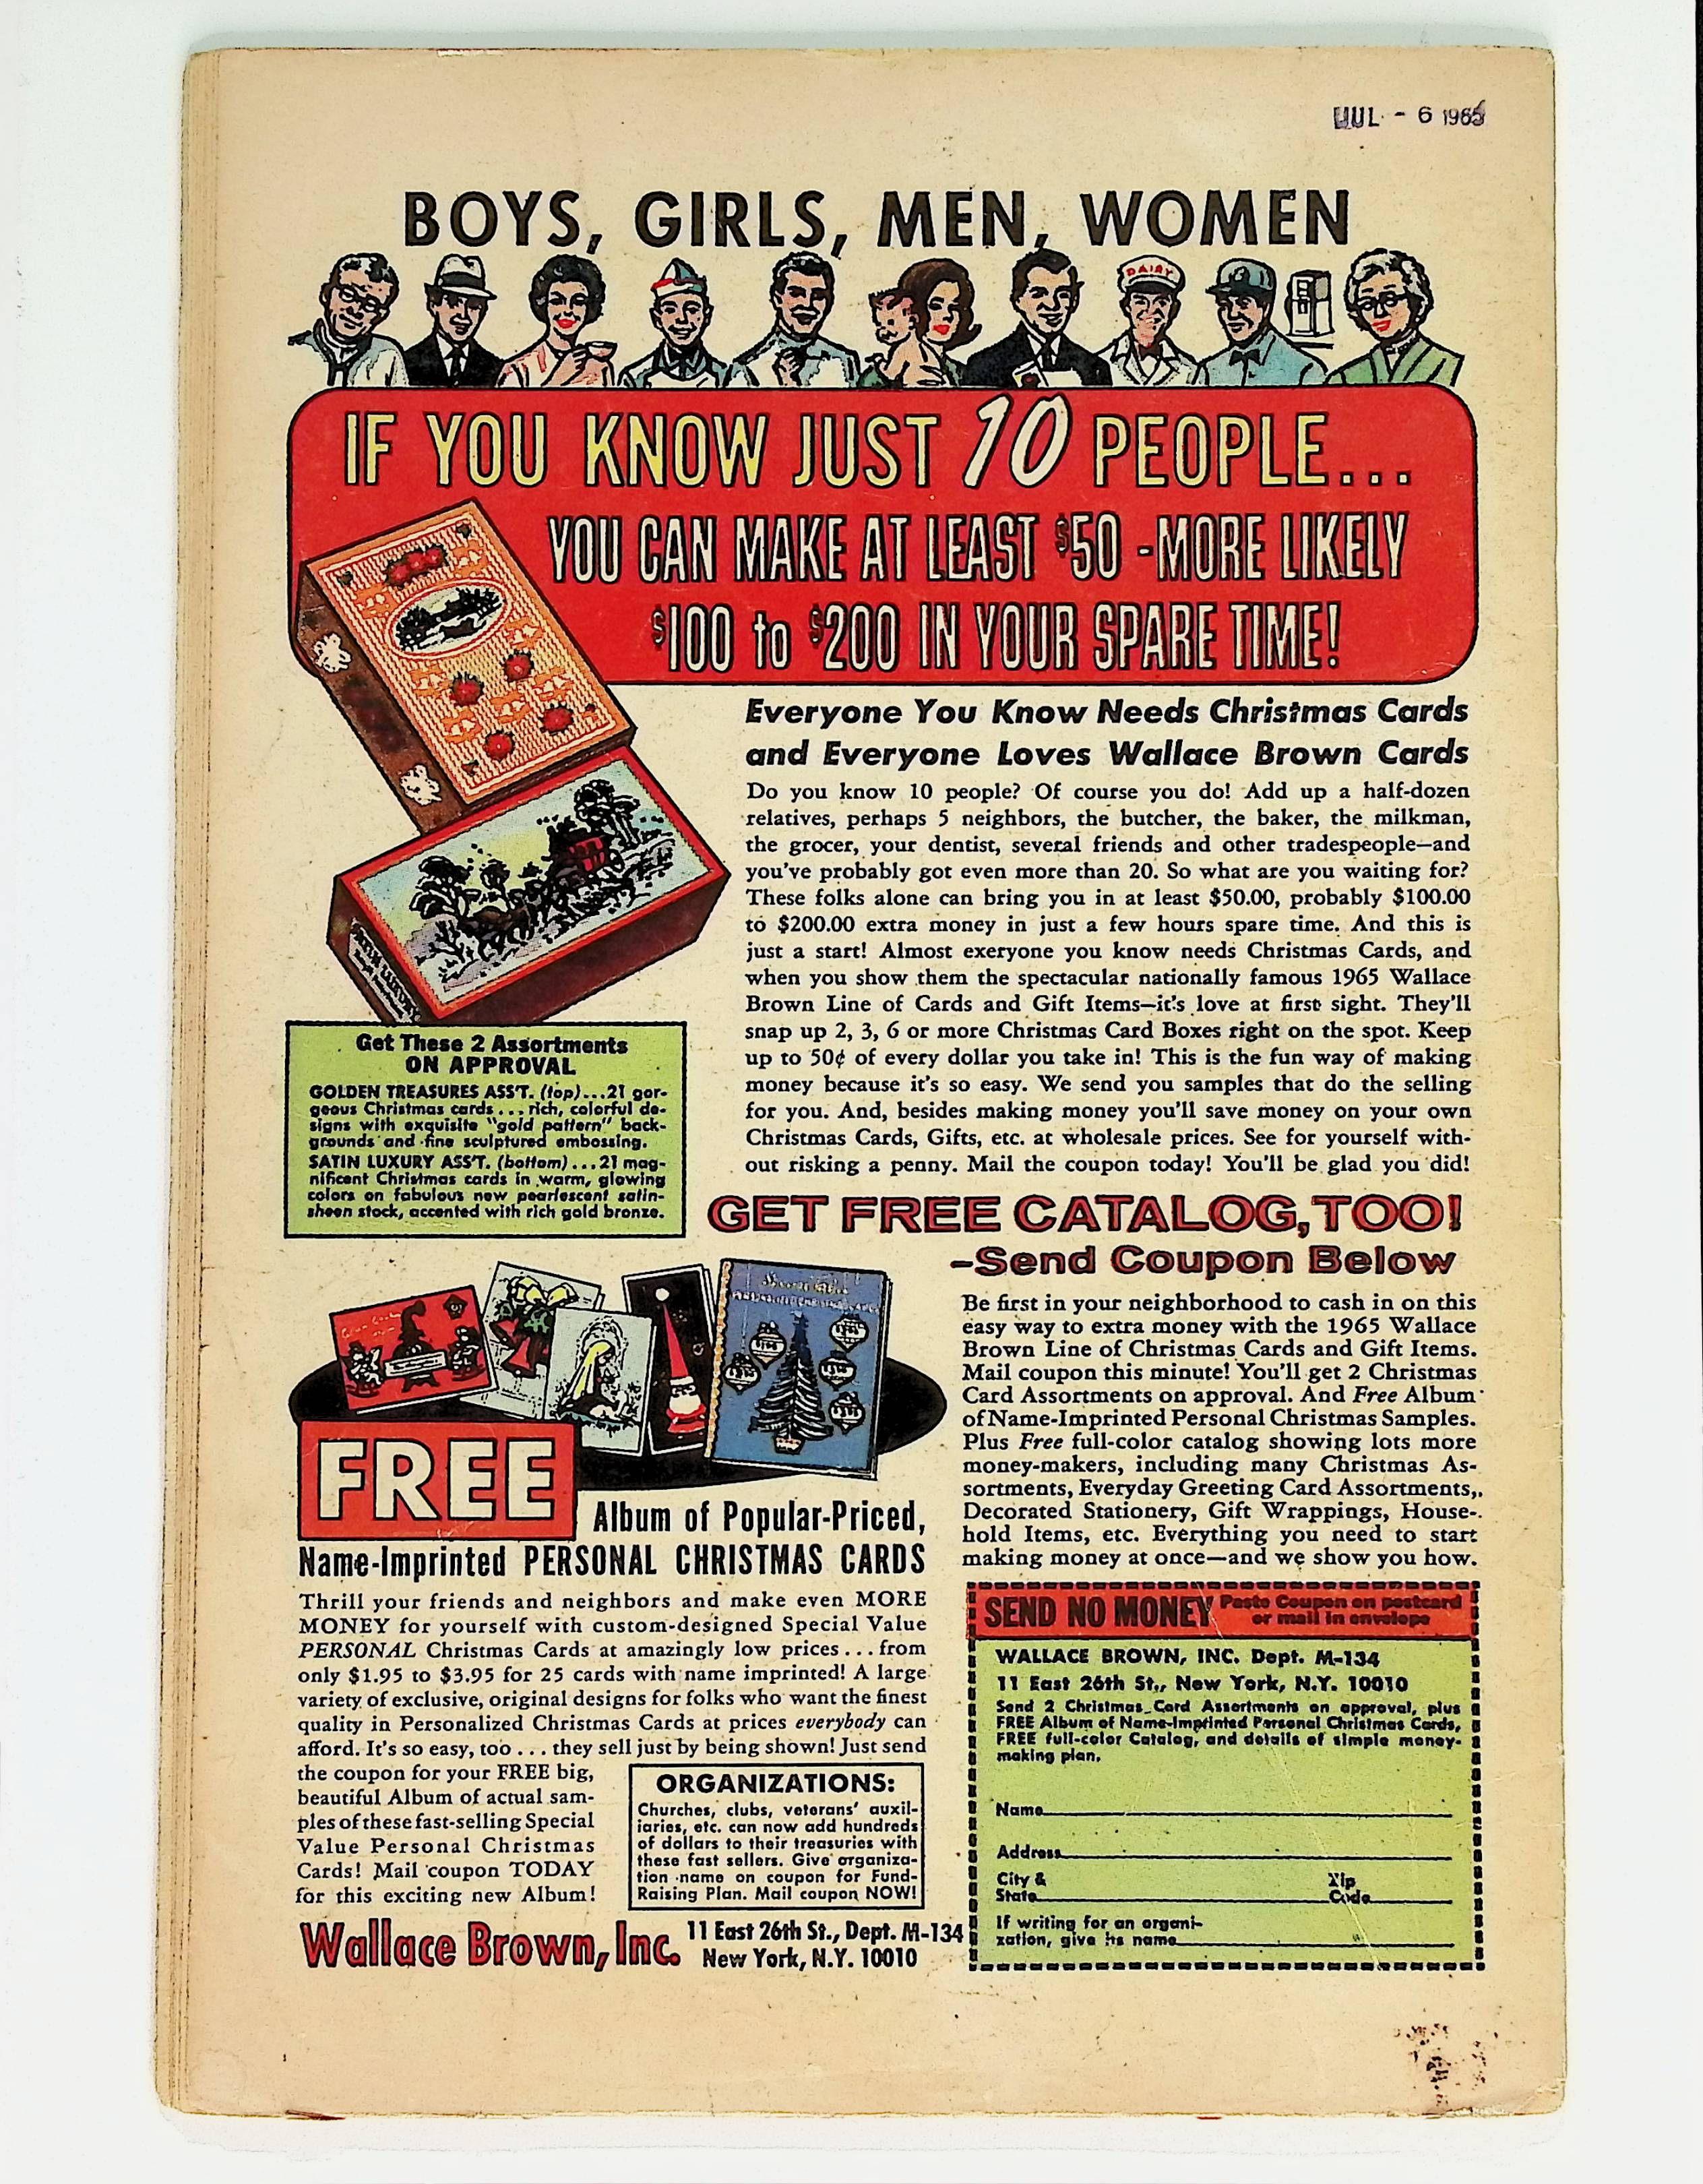 JUL - 6 1965
BOYS, GIRLS, MEN, WOMEN
DAIRY
IF YOU KNOW JUST 10 PEOPLE...
YOU CAN MAKE AT LEAST $50 -MORE LIKELY
$100 to $200 IN YOUR SPARE TIME!
Everyone You Know Needs Christmas Cards
and Everyone Loves Wallace Brown Cards
Do you know 10 people? Of course you do! Add up a half-dozen
relatives, perhaps 5 neighbors, the butcher, the baker, the milkman,
the grocer, your dentist, several friends and other tradespeople—and
you've probably got even more than 20. So what are you waiting for?
These folks alone can bring you in at least $50.00, probably $100.00
to $200.00 extra money in just a few hours spare time. And this is
just a start! Almost exeryone you know needs Christmas Cards, and
when you show them the spectacular nationally famous 1965 Wallace
Brown Line of Cards and Gift Items—it's love at first sight. They'll
snap up 2, 3, 6 or more Christmas Card Boxes right on the spot. Keep
up to 50¢ of every dollar you take in! This is the fun way of making
money because it's so easy. We send you samples that do the selling
for you. And, besides making money you'll save money on your own
Christmas Cards, Gifts, etc. at wholesale prices. See for yourself with-
out risking a penny. Mail the coupon today! You'll be glad you did!
Get These 2 Assortments
ON APPROVAL
GOLDEN TREASURES ASS'T. (top)...21 gor-
geous Christmas cards...rich, colorful de-
signs with exquisite "gold pattern" back-
grounds and fine sculptured embossing.
SATIN LUXURY ASS'T. (bottom)...21 mag-
nificent Christmas cards in warm, glowing
colors on fabulous new pearlescent satin-
sheen stock, accented with rich gold bronze.
GET FREE CATALOG, TOO!
-Send Coupon Below
Be first in your neighborhood to cash in on this
easy way to extra money with the 1965 Wallace
Brown Line of Christmas Cards and Gift Items.
Mail coupon this minute! You'll get 2 Christmas
Card Assortments on approval. And Free Album
of Name-Imprinted Personal Christmas Samples.
Plus Free full-color catalog showing lots more
money-makers, including many Christmas As-
sortments, Everyday Greeting Card Assortments,
Decorated Stationery, Gift Wrappings, House-
hold Items, etc. Everything you need to start
making money at once—and we show you how.
FREE
Album of Popular-Priced,
Name-Imprinted PERSONAL CHRISTMAS CARDS
Thrill your friends and neighbors and make even MORE
MONEY for yourself with custom-designed Special Value
PERSONAL Christmas Cards at amazingly low prices...from
only $1.95 to $3.95 for 25 cards with name imprinted! A large
variety of exclusive, original designs for folks who want the finest
quality in Personalized Christmas Cards at prices everybody can
afford. It's so easy, too...they sell just by being shown! Just send
the coupon for your FREE big,
beautiful Album of actual sam-
ples of these fast-selling Special
Value Personal Christmas
Cards! Mail coupon TODAY
for this exciting new Album!
ORGANIZATIONS:
Churches, clubs, veterans' auxil-
iaries, etc. can now add hundreds
of dollars to their treasuries with
these fast sellers. Give organiza-
tion name on coupon for Fund-
Raising Plan. Mail coupon NOW!
Wallace Brown, Inc.
11 East 26th St., Dept. M-134
New York, N.Y. 10010
SEND NO MONEY
Paste Coupon on postcard
or mail in envelope
WALLACE BROWN, INC. Dept. M-134
11 East 26th St., New York, N.Y. 10010
Send 2 Christmas Card Assortments on approval, plus
FREE Album of Name-Imprinted Personal Christmas Cards,
FREE full-color Catalog, and details of simple money-
making plan.
Name
Address
City &
State
Zip
Code
If writing for an organi-
zation, give its name